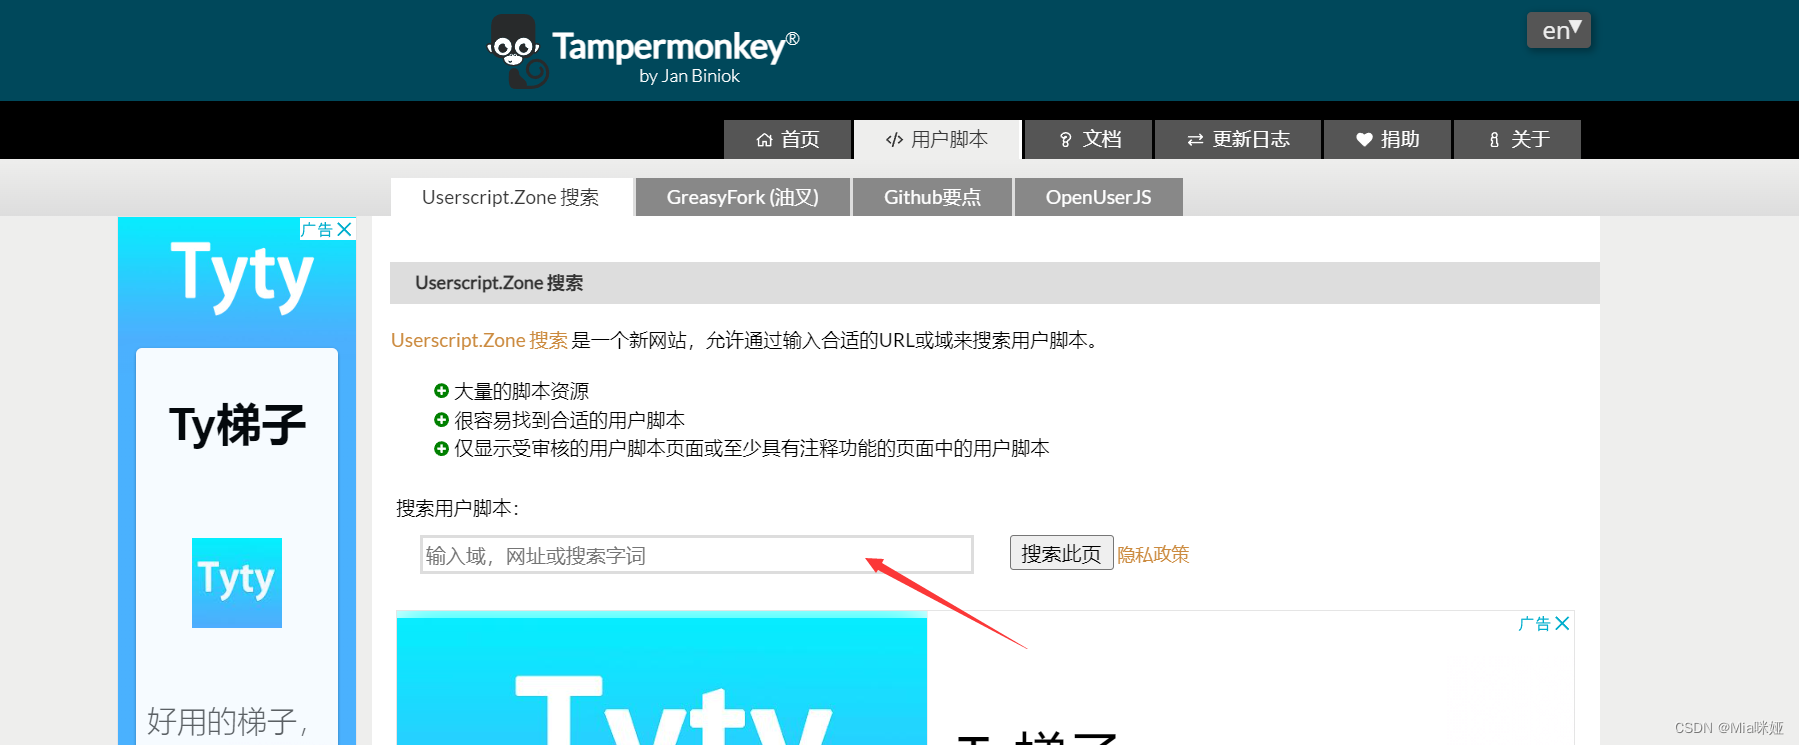 Tampermonkey®
by Jan Biniok
en
首页
用户脚本
文档
更新日志
捐助
关于
Userscript.Zone 搜索
GreasyFork (油叉)
Github要点
OpenUserJS
广告
Tyty
Ty梯子
Tyty
好用的梯子，
Userscript.Zone 搜索
Userscript.Zone 搜索 是一个新网站，允许通过输入合适的URL或域来搜索用户脚本。
大量的脚本资源
很容易找到合适的用户脚本
仅显示受审核的用户脚本页面或至少具有注释功能的页面中的用户脚本
搜索用户脚本：
输入域，网址或搜索字词
搜索此页
隐私政策
广告
Tyty
Ty梯子
CSDN @Mia咪娅